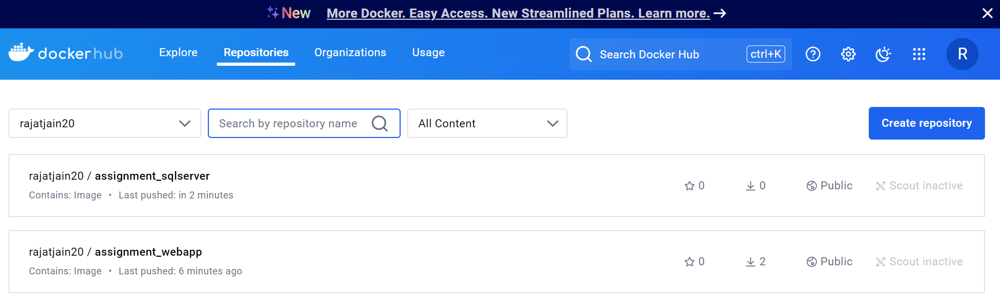 New More Docker. Easy Access. New Streamlined Plans. Learn more.
dockerhub Explore Repositories Organizations Usage Search Docker Hub ctrl+K R
rajatjain20 Search by repository name All Content Create repository
rajatjain20 / assignment_sqlserver
Contains: Image • Last pushed: in 2 minutes
0 0 Public Scout inactive
rajatjain20 / assignment_webapp
Contains: Image • Last pushed: 6 minutes ago
0 2 Public Scout inactive